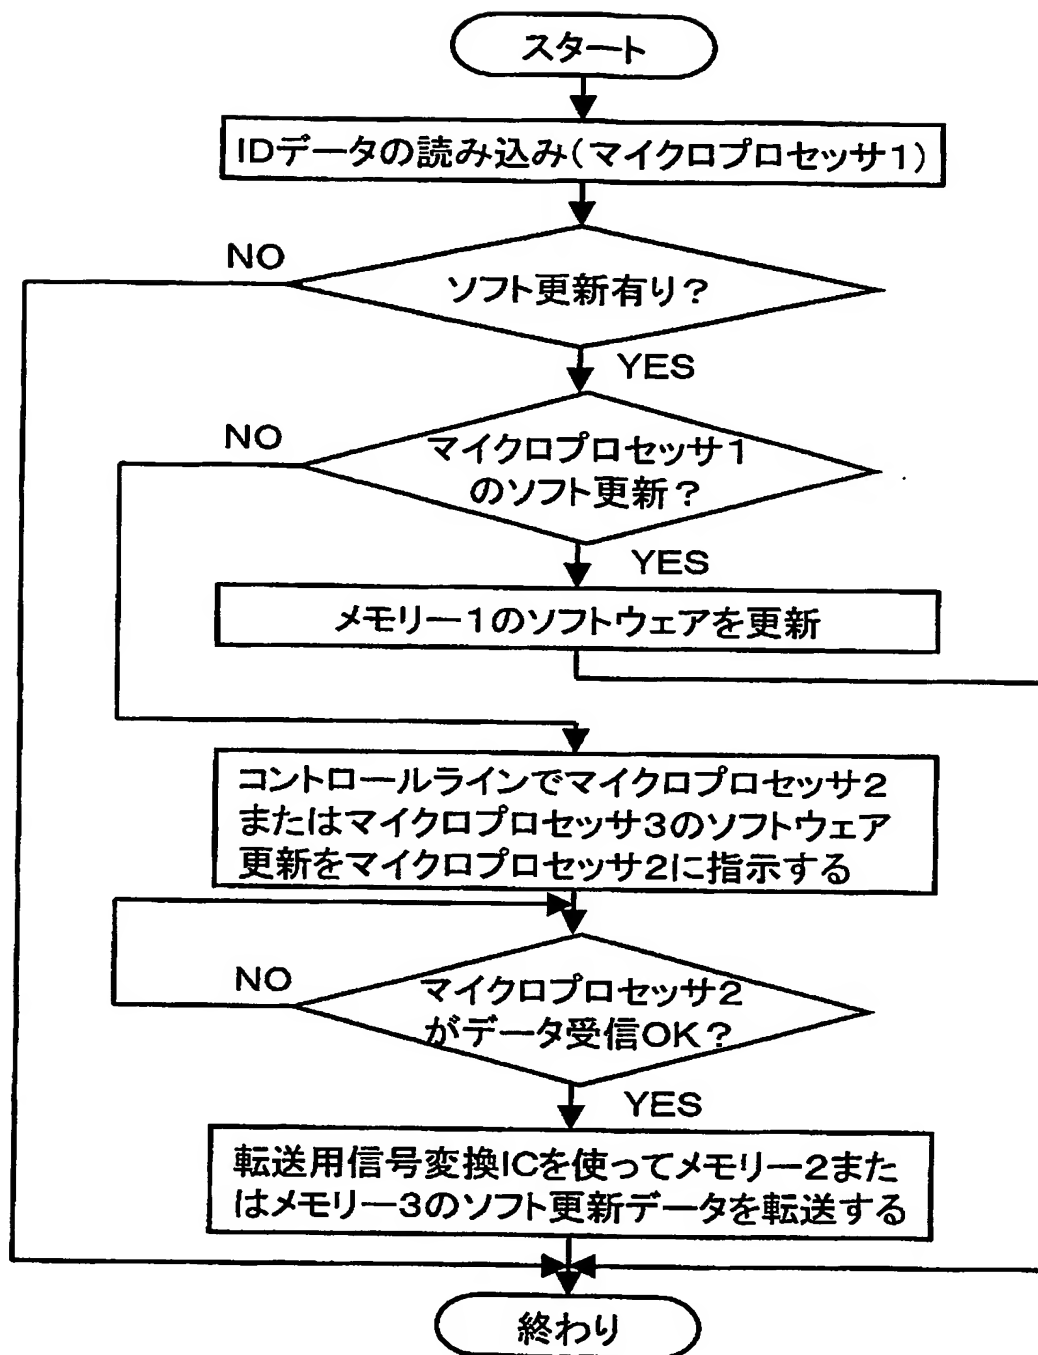 スタート
IDデータの読み込み(マイクロプロセッサ1)
NO
ソフト更新有り?
YES
NO
マイクロプロセッサ1
のソフト更新?
YES
メモリー1のソフトウェアを更新
コントロールラインでマイクロプロセッサ2
またはマイクロプロセッサ3のソフトウェア
更新をマイクロプロセッサ2に指示する
NO
マイクロプロセッサ2
がデータ受信OK?
YES
転送用信号変換ICを使ってメモリー2また
はメモリー3のソフト更新データを転送する
終わり